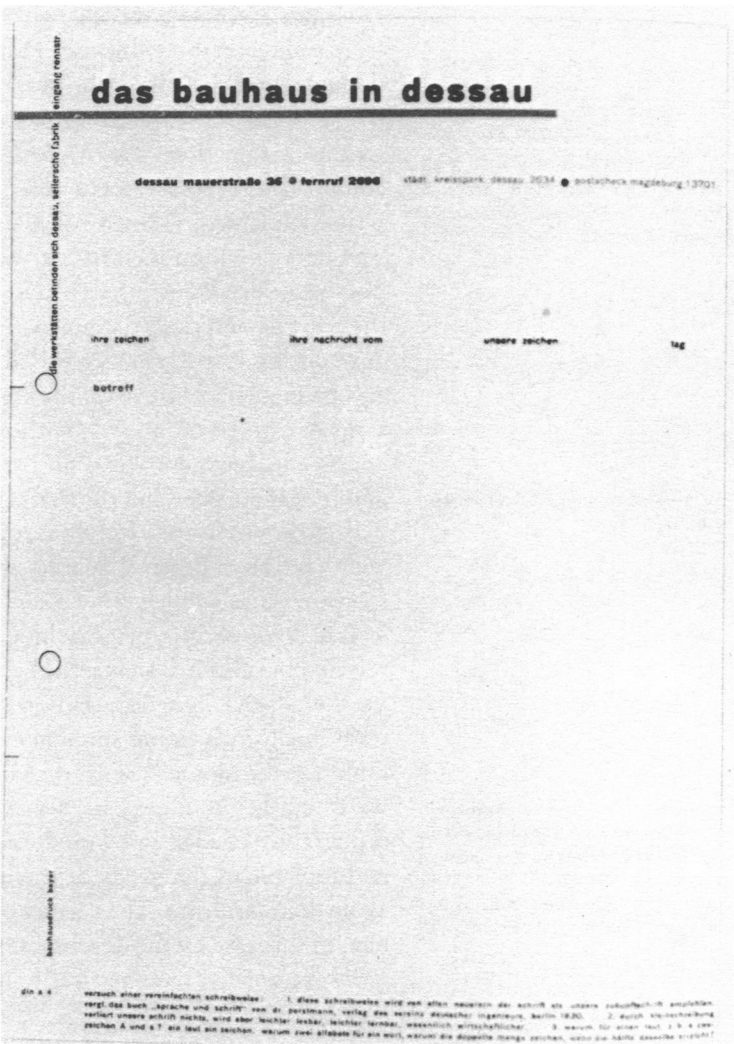 das bauhaus in dessau
die werkstätten befinden sich dessau, seilersche fabrik eingang rennstr
dessau mauerstraße 36 fernruf 2696 städt. kreisspark. dessau 2634 postscheck magdeburg 13701
ihre zeichen ihre nachricht vom unsere zeichen tag
betreff
bauhausdruck bayer
din a 4
versuch einer vereinfachten schreibweise: 1. diese schreibweise wird von allen neuerern der schrift als unsere zukunftschrift empfohlen.
vergl. das buch „sprache und schrift“ von dr. porstmann, verlag des vereins deutscher ingenieure, berlin 1920. 2. durch kleinschreibung
verliert unsere schrift nichts, wird aber leichter lesbar, leichter lernbar, wesentlich wirtschaftlicher. 3. warum für einen laut, z. b. a zwei
zeichen A und a? ein laut ein zeichen. warum zwei alfabete für ein wort, warum die doppelte menge zeichen, wenn die hälfte dasselbe erreicht?